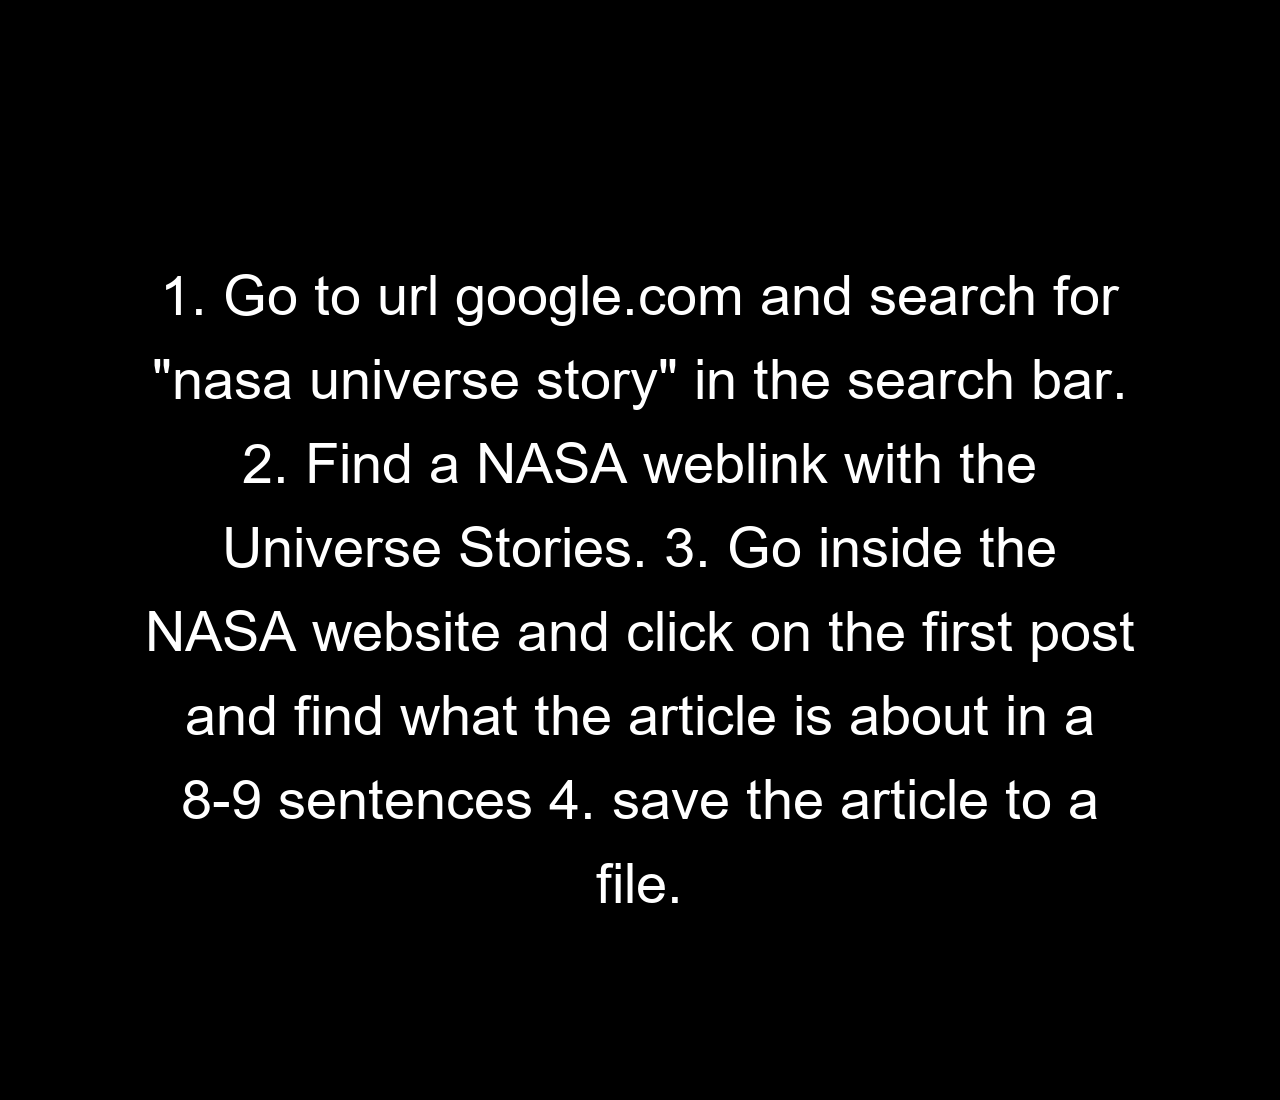 1. Go to url google.com and search for
"nasa universe story" in the search bar.
2. Find a NASA weblink with the
Universe Stories. 3. Go inside the
NASA website and click on the first post
and find what the article is about in a
8-9 sentences 4. save the article to a
file.